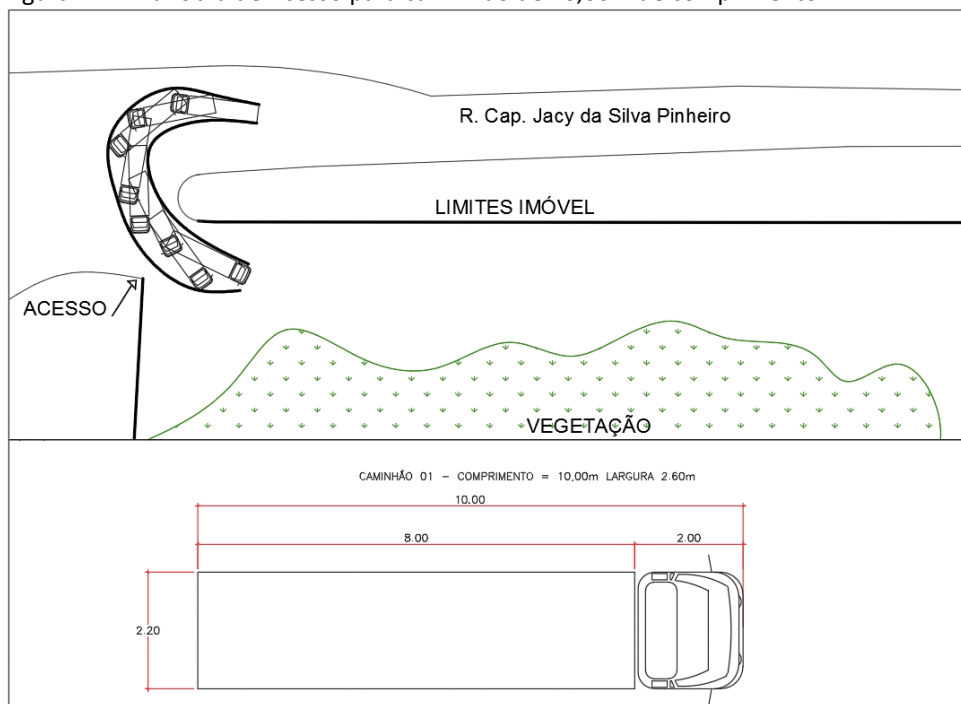 R. Cap. Jacy da Silva Pinheiro
LIMITES IMÓVEL
ACESSO
VEGETAÇÃO
CAMINHÃO 01 - COMPRIMENTO = 10,00m LARGURA 2.60m
10.00
8.00
2.00
2.20